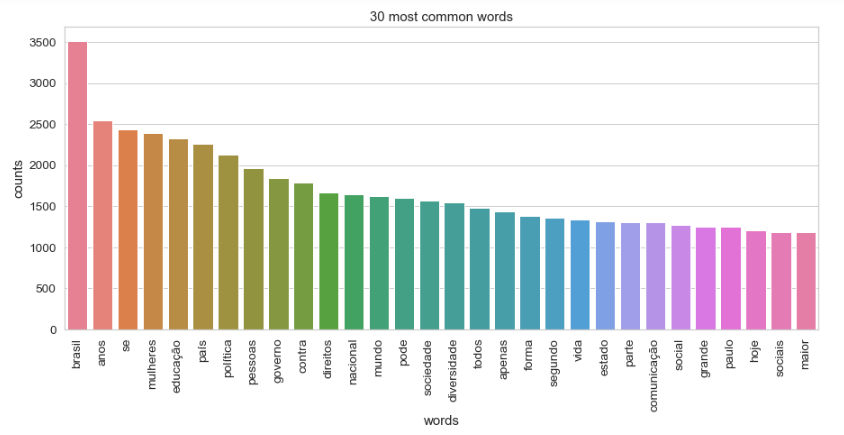 30 most common words
counts
3500
3000
2500
2000
1500
1000
500
0
brasil
anos
se
mulheres
educação
país
política
pessoas
governo
contra
direitos
nacional
mundo
pode
sociedade
diversidade
todos
apenas
forma
segundo
vida
estado
parte
comunicação
social
grande
paulo
hoje
sociais
maior
words